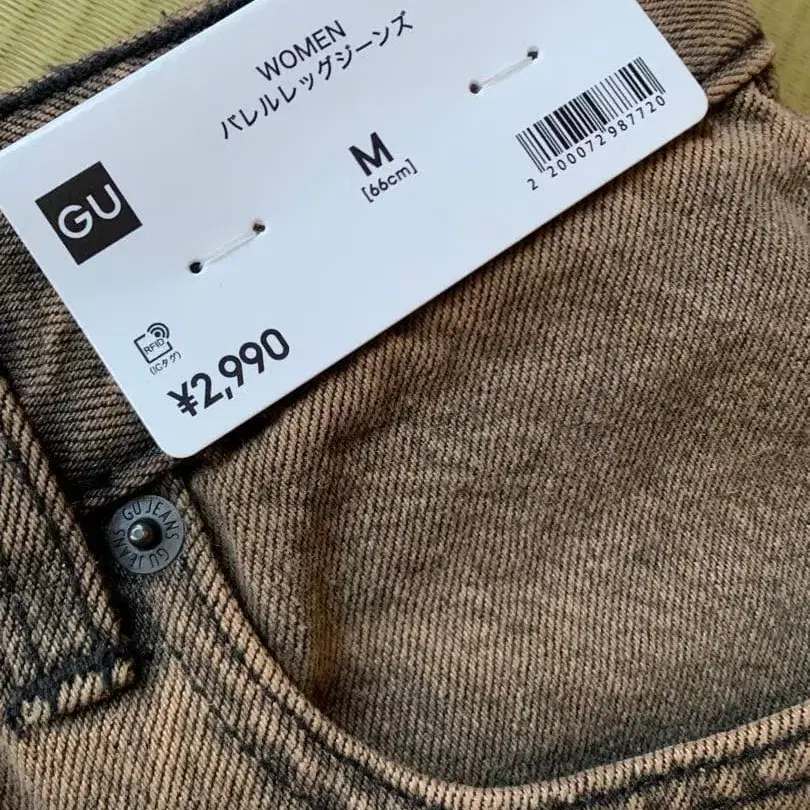 WOMEN
バレルレッグジーンズ
M
[66cm]
2 200072 987720
GU
RFID
(ICタグ)
¥2,990
GU JEANS GU JEANS